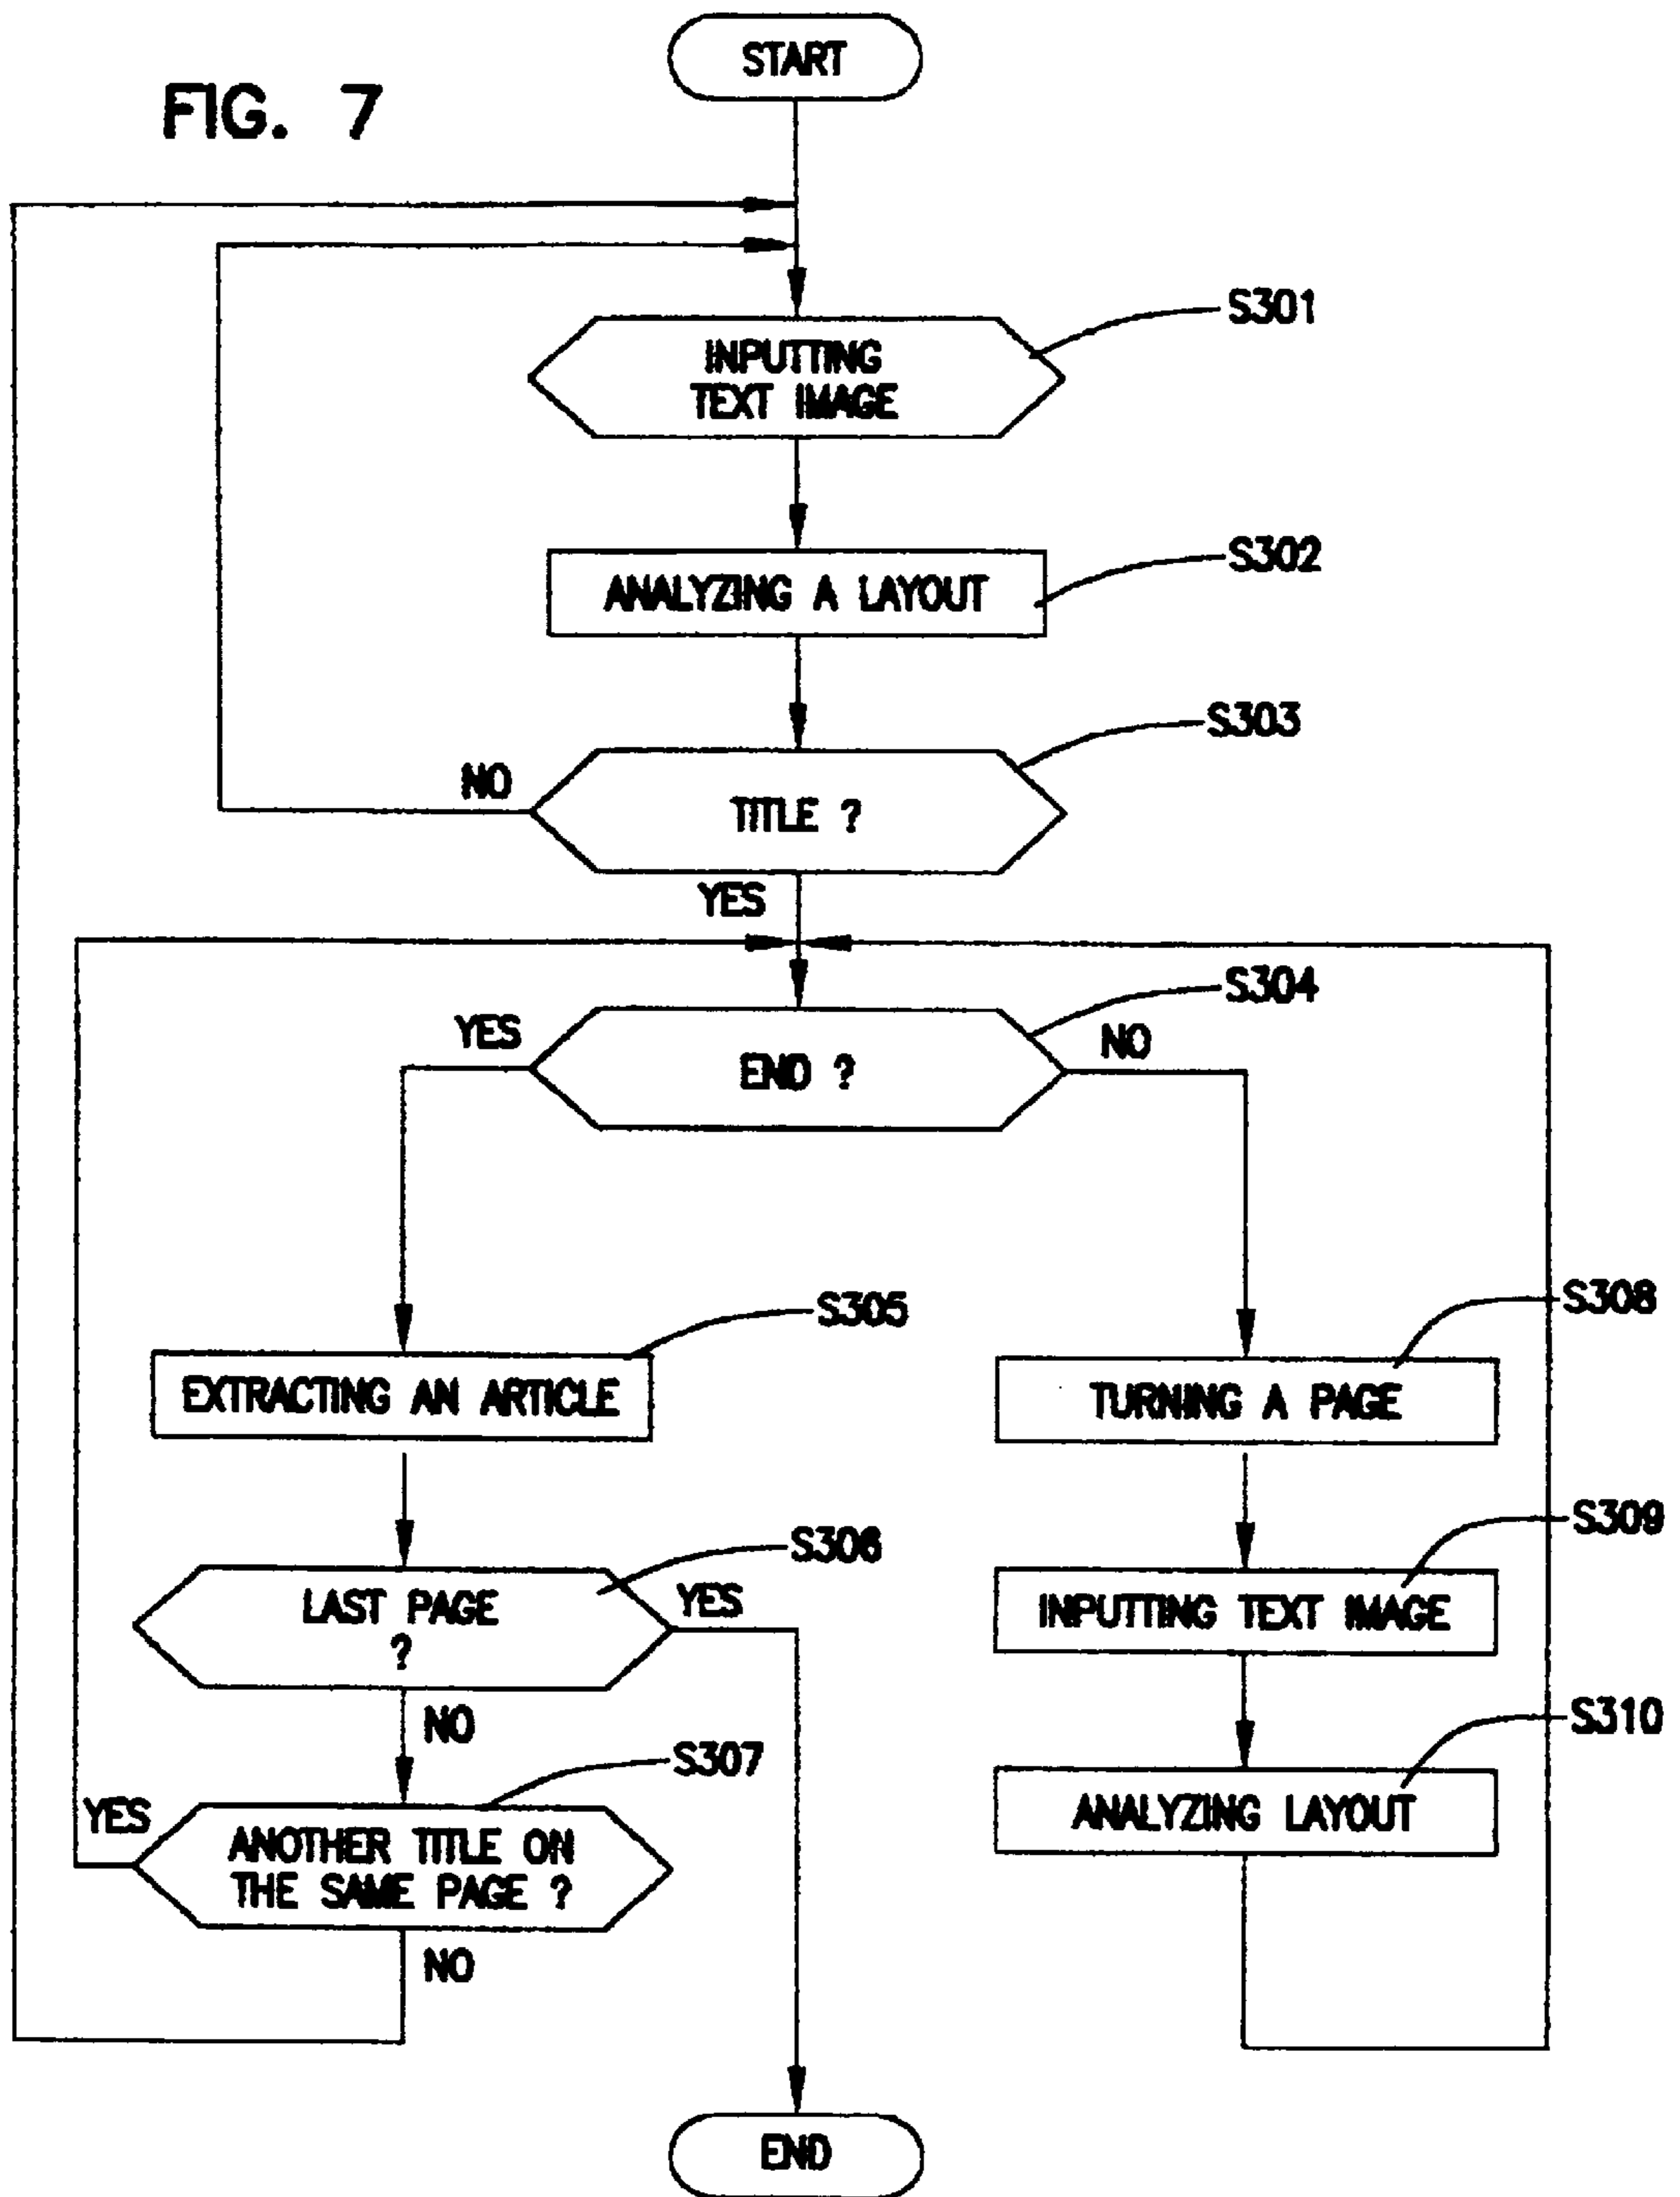 START
FIG. 7
S301
INPUTTING
TEXT IMAGE
S302
ANALYZING A LAYOUT
S303
NO
TITLE ?
YES
S304
YES
NO
END ?
S305
S308
EXTRACTING AN ARTICLE
TURNING A PAGE
S306
S309
LAST PAGE
?
YES
INPUTTING TEXT IMAGE
NO
S307
S310
YES
ANOTHER TITLE ON
THE SAME PAGE ?
ANALYZING LAYOUT
NO
END